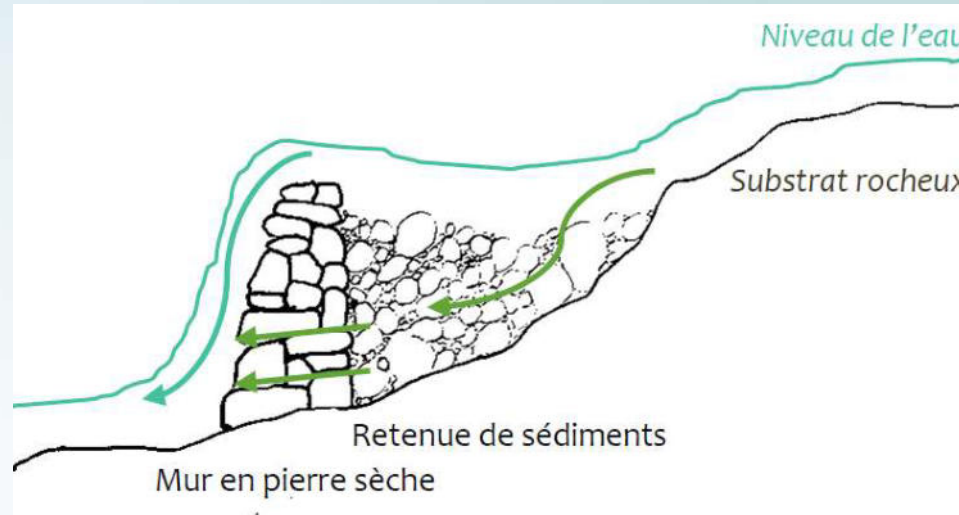 Niveau de l'eau
Substrat rocheux
Retenue de sédiments
Mur en pierre sèche